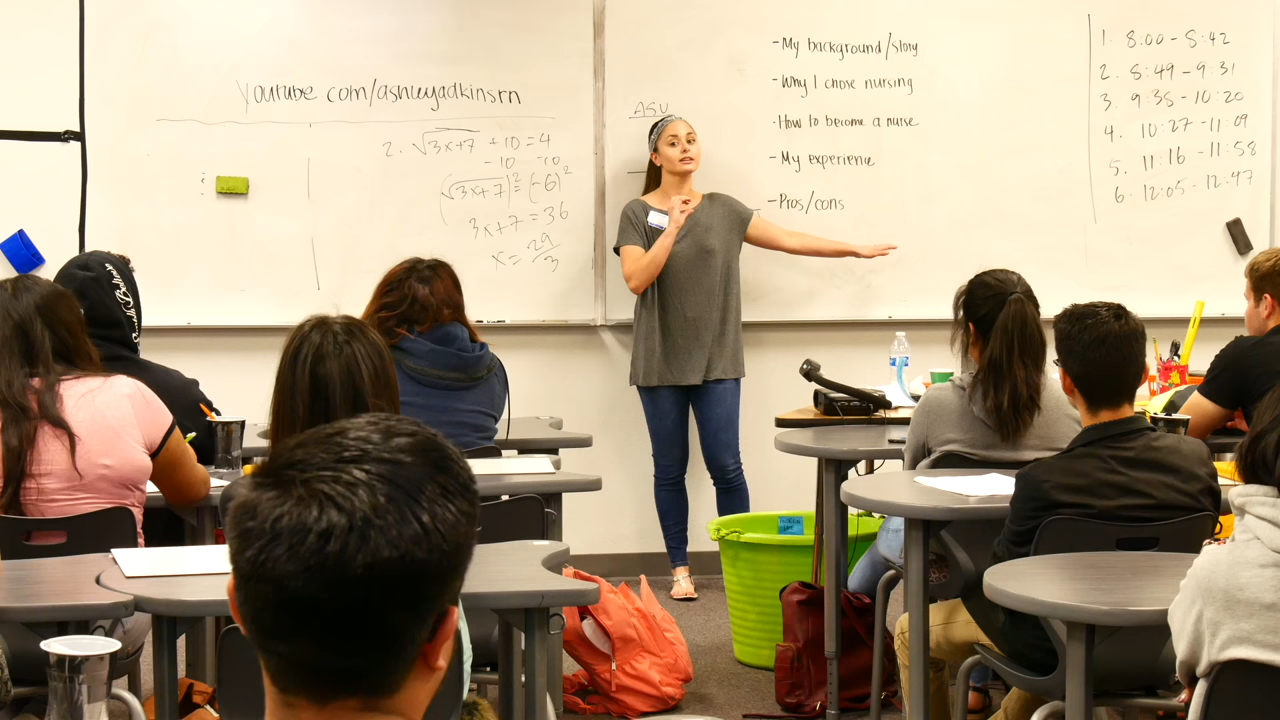 Youtube com/ashleyadkinsrn
2. √3x+7 +10 = 4
-10 -10
(√3x+7)² = (-6)²
3x+7 = 36
x = 29/3
ASU
- My background/story
- Why I chose nursing
· How to become a nurse
- My experience
- Pros/cons
1. 8:00 - 8:42
2. 8:49 - 9:31
3. 9:38 - 10:20
4. 10:27 - 11:09
5. 11:16 - 11:58
6. 12:05 - 12:47